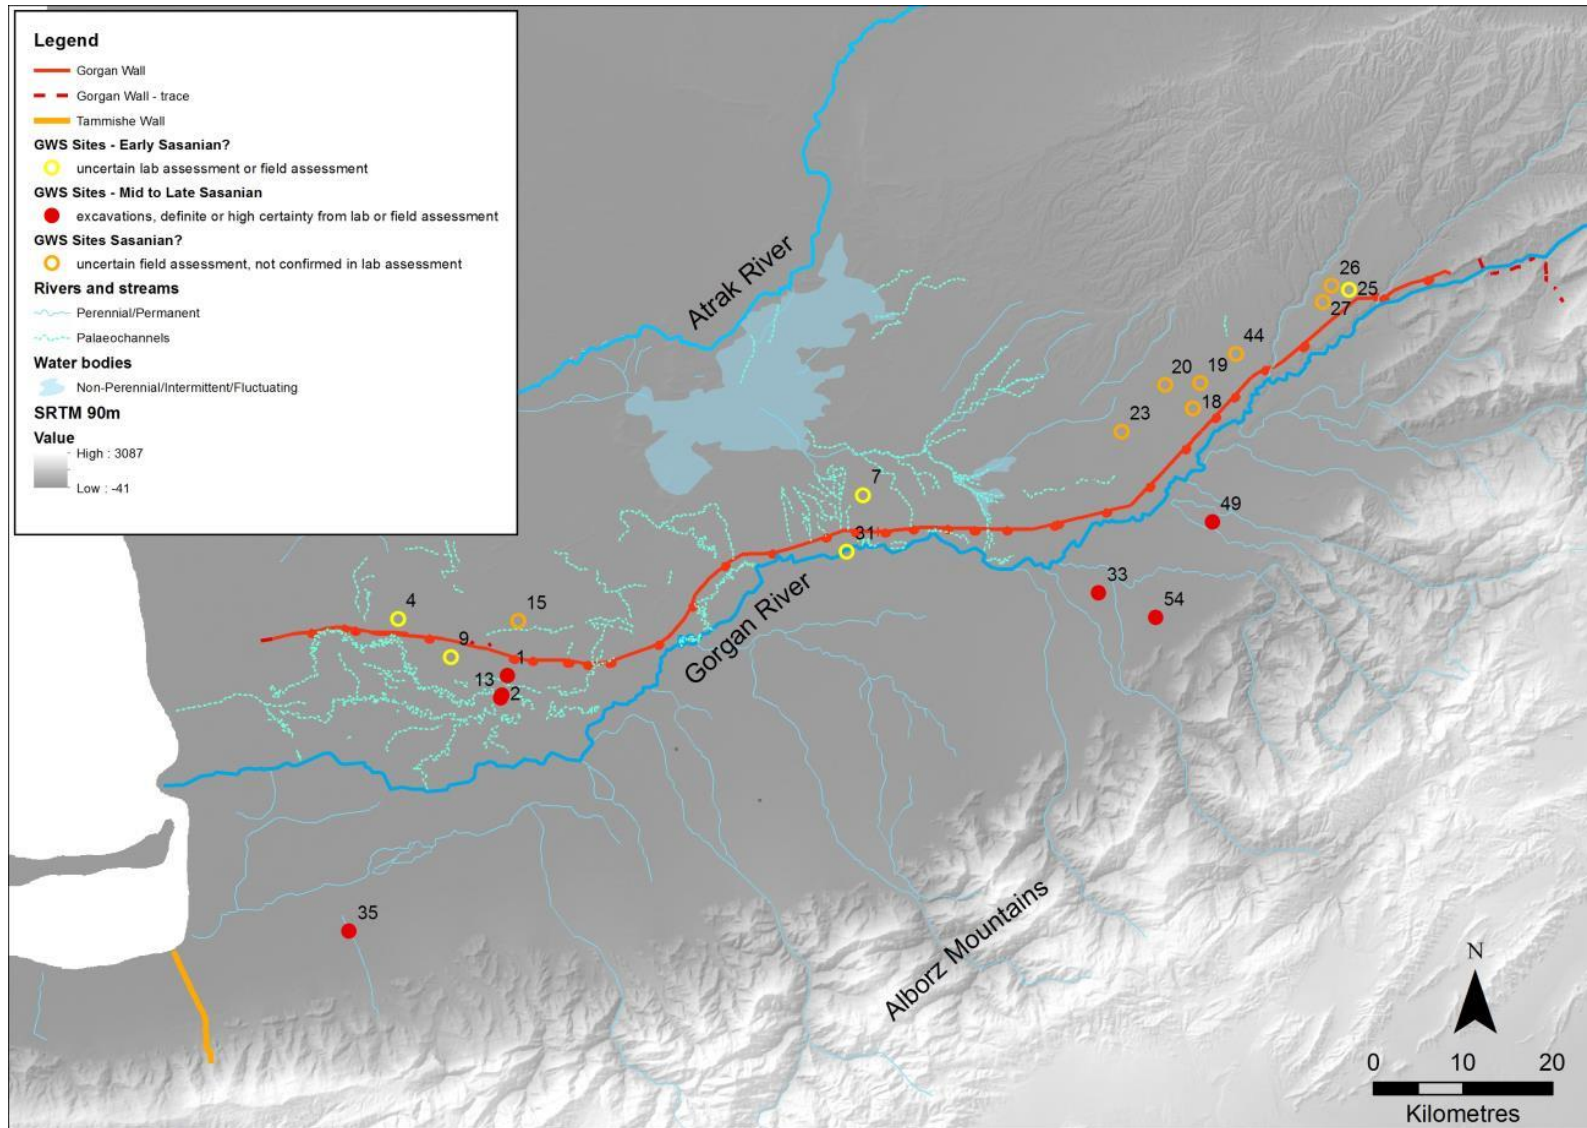 Legend
Gorgan Wall
Gorgan Wall - trace
Tammishe Wall
GWS Sites - Early Sasanian?
uncertain lab assessment or field assessment
GWS Sites - Mid to Late Sasanian
excavations, definite or high certainty from lab or field assessment
GWS Sites Sasanian?
uncertain field assessment, not confirmed in lab assessment
Rivers and streams
Perennial/Permanent
Palaeochannels
Water bodies
Non-Perennial/Intermittent/Fluctuating
SRTM 90m
Value
High : 3087
Low : -41
Atrak River
26
25
27
44
20
19
18
23
7
49
31
33
54
Gorgan River
4
15
9
1
13
2
35
Alborz Mountains
N
0 10 20
Kilometres